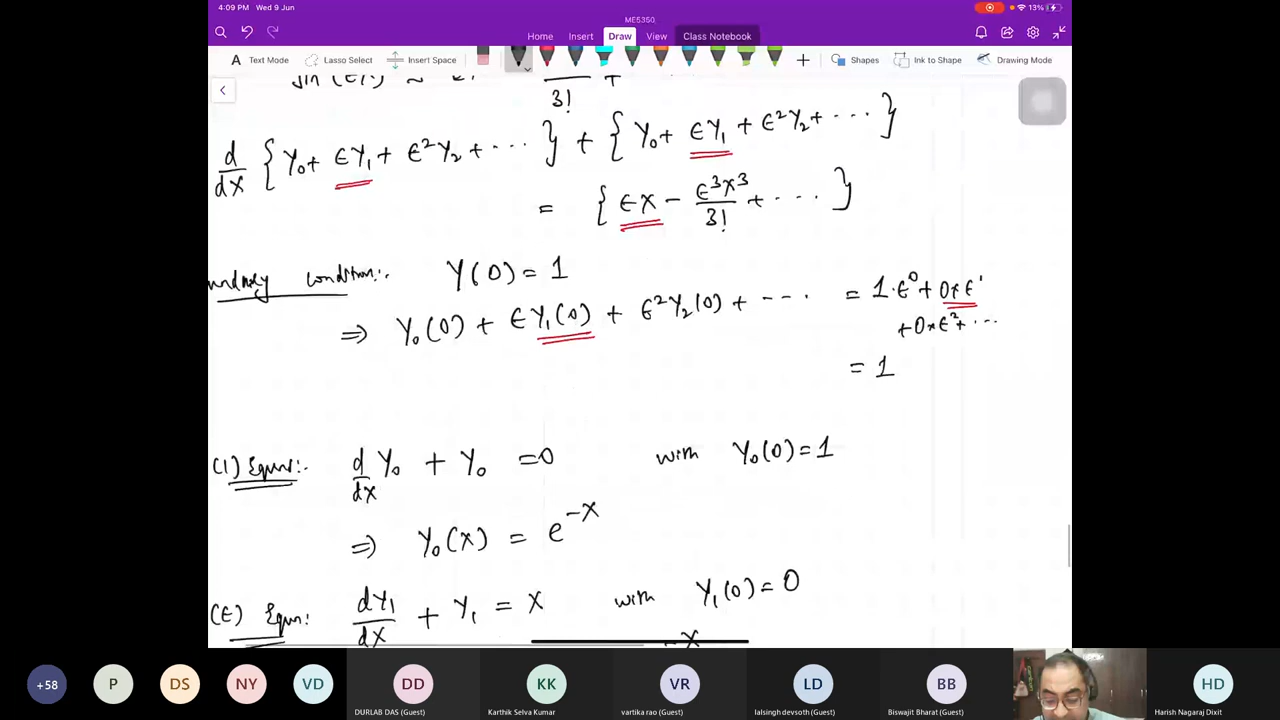 4:09 PM Wed 9 Jun
13%
ME5350
Home Insert Draw View Class Notebook
Text Mode Lasso Select Insert Space Shapes Ink to Shape Drawing Mode
3! +
d/dX {Y₀ + ϵY₁ + ϵ²Y₂ + ···} + {Y₀ + ϵY₁ + ϵ²Y₂ + ···}
= {ϵX − ϵ³X³/3! + ···}
condition:. Y(0) = 1
⇒ Y₀(0) + ϵY₁(0) + ϵ²Y₂(0) + ··· = 1·ϵ⁰ + 0×ϵ¹
+0×ϵ² + ···
= 1
(1) Equn:. d/dX Y₀ + Y₀ = 0 with Y₀(0) = 1
⇒ Y₀(X) = e^−X
(ϵ) Equn: dY₁/dX + Y₁ = X with Y₁(0) = 0
−X
+58 P DS NY VD DD KK VR LD BB HD
DURLAB DAS (Guest) Karthik Selva Kumar vartika rao (Guest) lalsingh devsoth (Guest) Biswajit Bharat (Guest) Harish Nagaraj Dixit